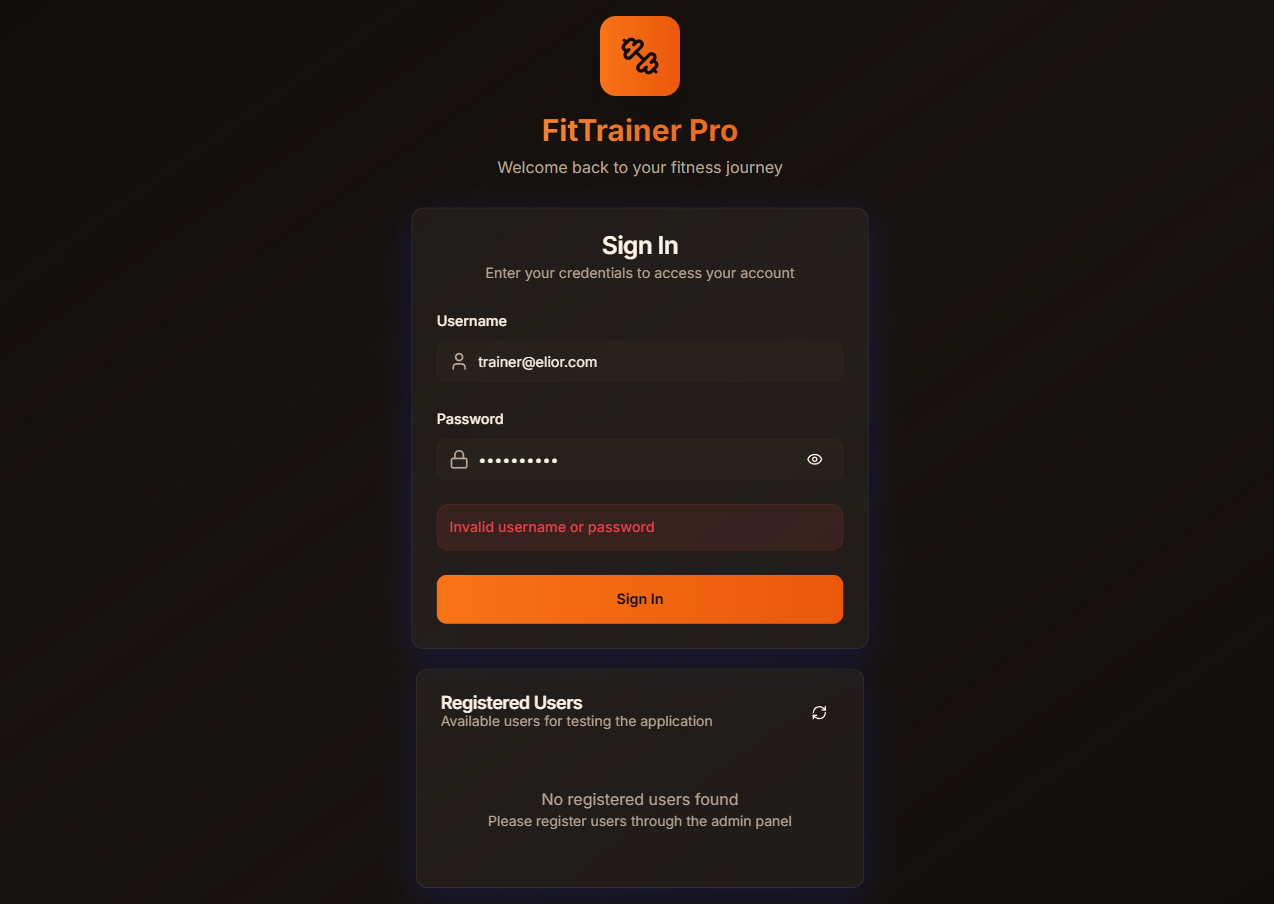 FitTrainer Pro
Welcome back to your fitness journey
Sign In
Enter your credentials to access your account
Username
trainer@elior.com
Password
••••••••••
Invalid username or password
Sign In
Registered Users
Available users for testing the application
No registered users found
Please register users through the admin panel